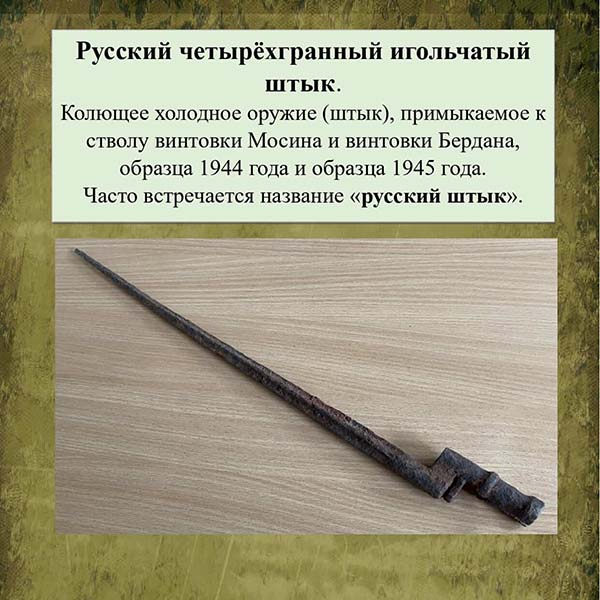 Русский четырёхгранный игольчатый
штык.
Колющее холодное оружие (штык), примыкаемое к
стволу винтовки Мосина и винтовки Бердана,
образца 1944 года и образца 1945 года.
Часто встречается название «русский штык».